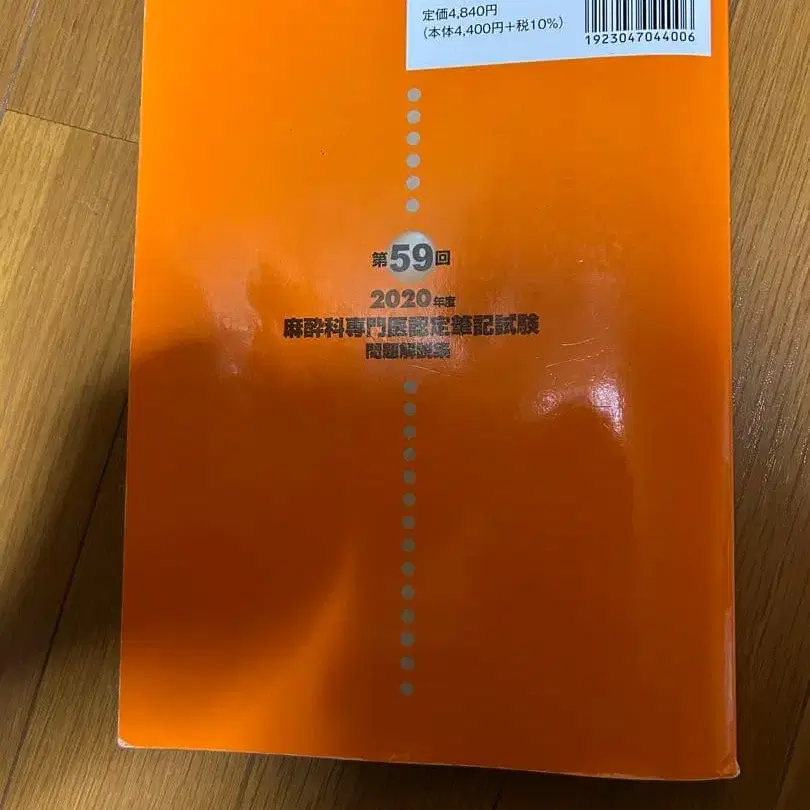 定価4,840円
（本体4,400円＋税10％）
1923047044006
第59回
2020年度
麻酔科専門医認定筆記試験
問題解説集